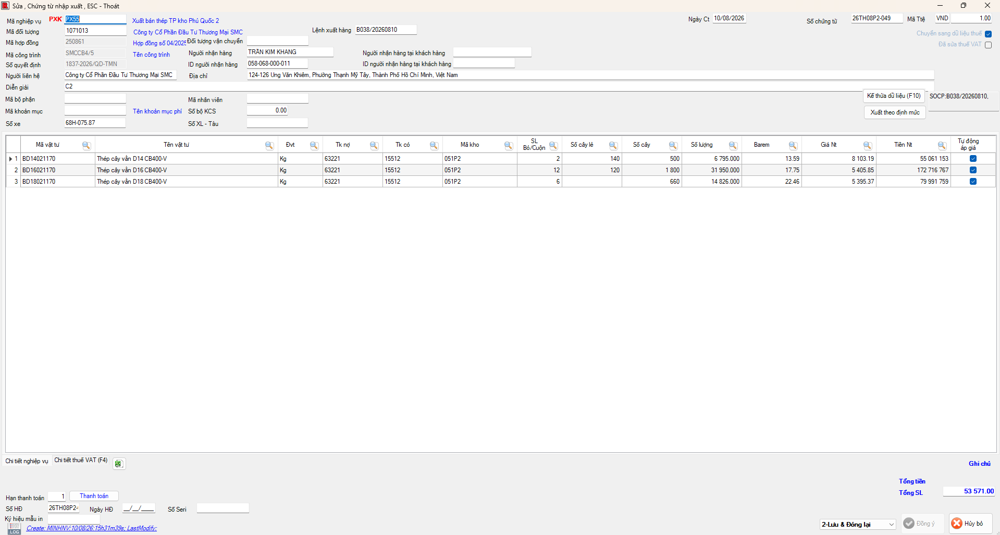 Sửa , Chứng từ nhập xuất , ESC - Thoát
Mã nghiệp vụ PXK PX55 Xuất bán thép TP kho Phú Quốc 2 Ngày Ct 10/08/2026 Số chứng từ 26TH08P2-049 Mã Ttệ VND 1.00
Mã đối tượng 1071013 Công ty Cổ Phần Đầu Tư Thương Mại SMC Lệnh xuất hàng B038/20260810 Chuyển sang dữ liệu thuế
Mã hợp đồng 250861 Hợp đồng số 04/2025 Đối tượng vận chuyển Đã sửa thuế VAT
Mã công trình SMCCB4/5 Tên công trình Người nhận hàng TRẦN KIM KHANG Người nhận hàng tại khách hàng
Số quyết định 1837-2026/QD-TMN ID người nhận hàng 058-068-000-011 ID người nhận hàng tại khách hàng
Người liên hệ Công ty Cổ Phần Đầu Tư Thương Mại SMC Địa chỉ 124-126 Ung Văn Khiêm, Phường Thạnh Mỹ Tây, Thành Phố Hồ Chí Minh, Việt Nam
Diễn giải C2
Mã bộ phận Mã nhân viên Kế thừa dữ liệu (F10) SOCP:B038/20260810,
Mã khoản mục Tên khoản mục phí Số bộ KCS 0.00 Xuất theo định mức
Số xe 68H-075.87 Số XL - Tàu
Mã vật tư Tên vật tư Đvt Tk nợ Tk có Mã kho SL Bó/Cuộn Số cây lẻ Số cây Số lượng Barem Giá Nt Tiền Nt Tự động áp giá
1 BD14021170 Thép cây vằn D14 CB400-V Kg 63221 15512 051P2 2 140 500 6 795.000 13.59 8 103.19 55 061 153
2 BD16021170 Thép cây vằn D16 CB400-V Kg 63221 15512 051P2 12 120 1 800 31 950.000 17.75 5 405.85 172 716 767
3 BD18021170 Thép cây vằn D18 CB400-V Kg 63221 15512 051P2 6 660 14 826.000 22.46 5 395.37 79 991 759
Chi tiết nghiệp vụ Chi tiết thuế VAT (F4) Ghi chú
Tổng tiền
Tổng SL 53 571.00
Hạn thanh toán 1 Thanh toán
Số HĐ 26TH08P2- Ngày HĐ __/__/____ Số Seri
Ký hiệu mẫu in
LOG Create: MINHNV:10/08/26:15h31m39s; LastModify: 2-Lưu & Đóng lại Đồng ý Hủy bỏ